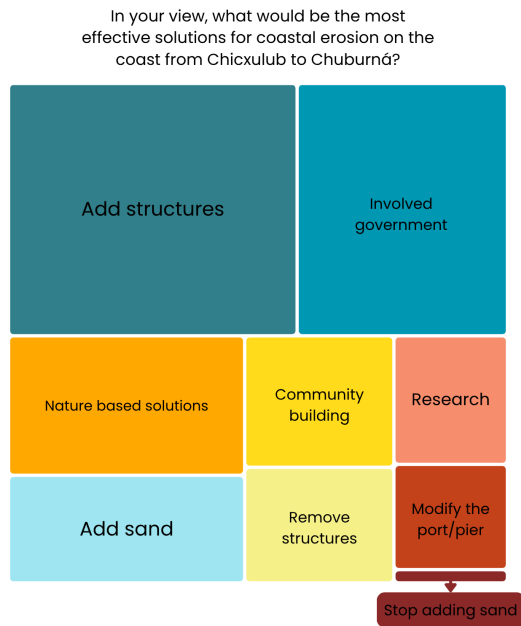 In your view, what would be the most
effective solutions for coastal erosion on the
coast from Chicxulub to Chuburná?
Add structures
Involved
government
Nature based solutions
Community
building
Research
Add sand
Remove
structures
Modify the
port/pier
Stop adding sand